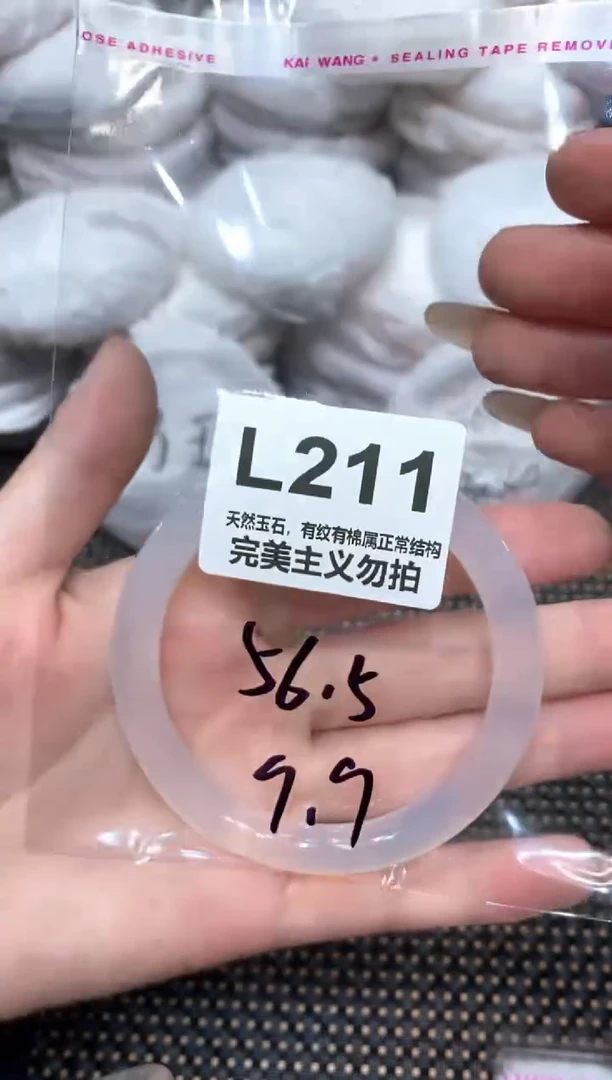 OSE ADHESIVE KAI WANG • SEALING TAPE REMOV
L211
天然玉石，有纹有棉属正常结构
完美主义勿拍
56.5
9.9